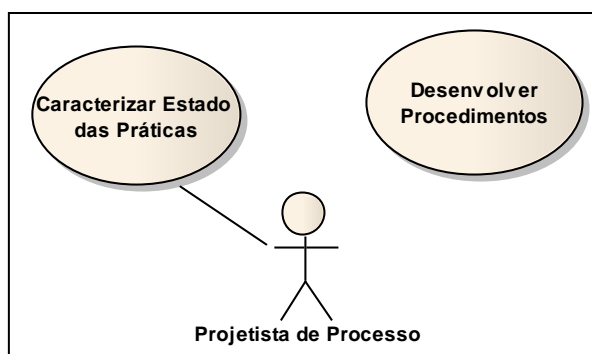 Caracterizar Estado
das Práticas
Desenvolver
Procedimentos
Projetista de Processo